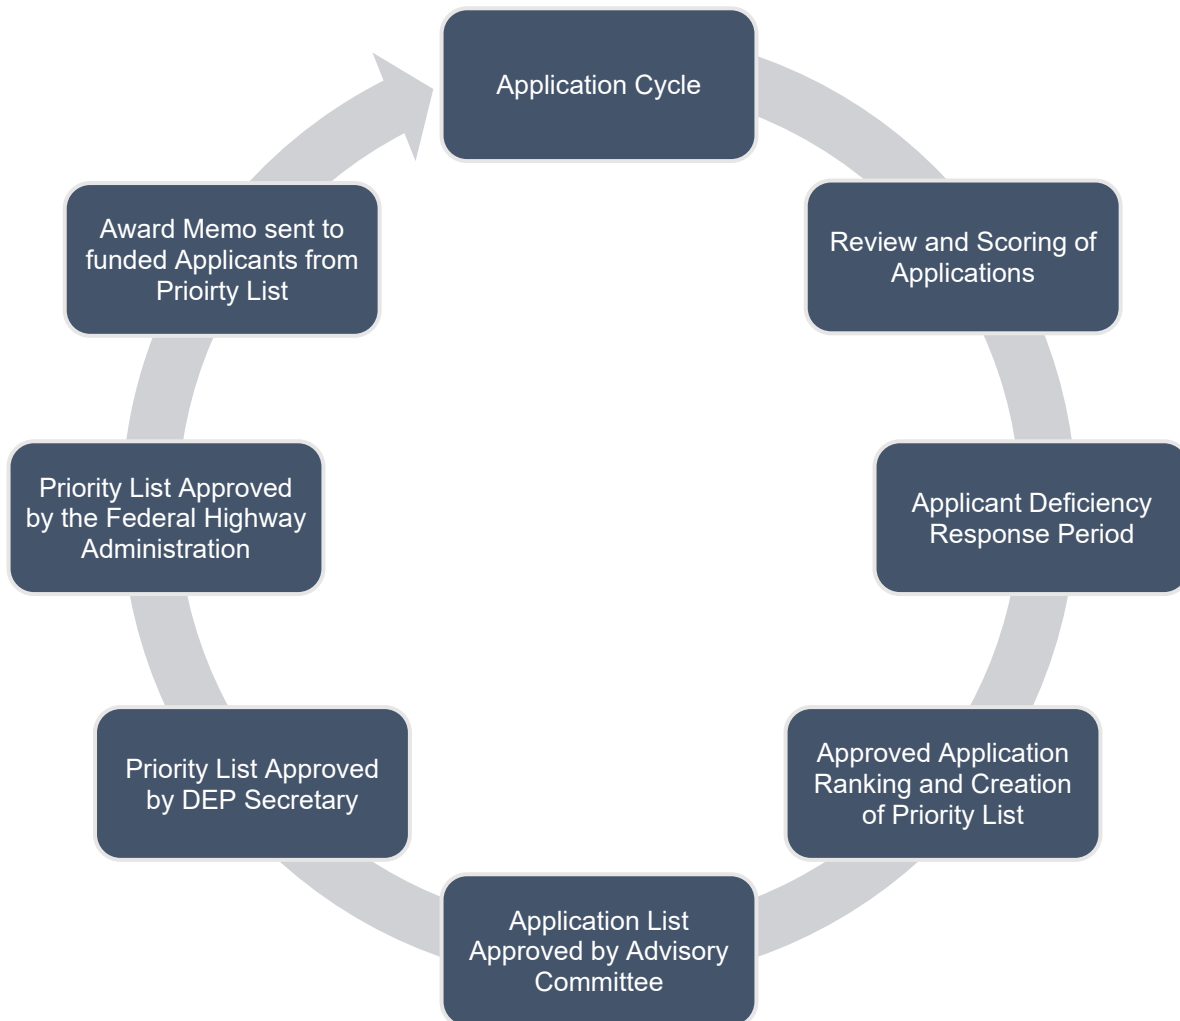 Application Cycle
Review and Scoring of
Applications
Applicant Deficiency
Response Period
Approved Application
Ranking and Creation
of Priority List
Application List
Approved by Advisory
Committee
Priority List Approved
by DEP Secretary
Priority List Approved
by the Federal Highway
Administration
Award Memo sent to
funded Applicants from
Prioirty List